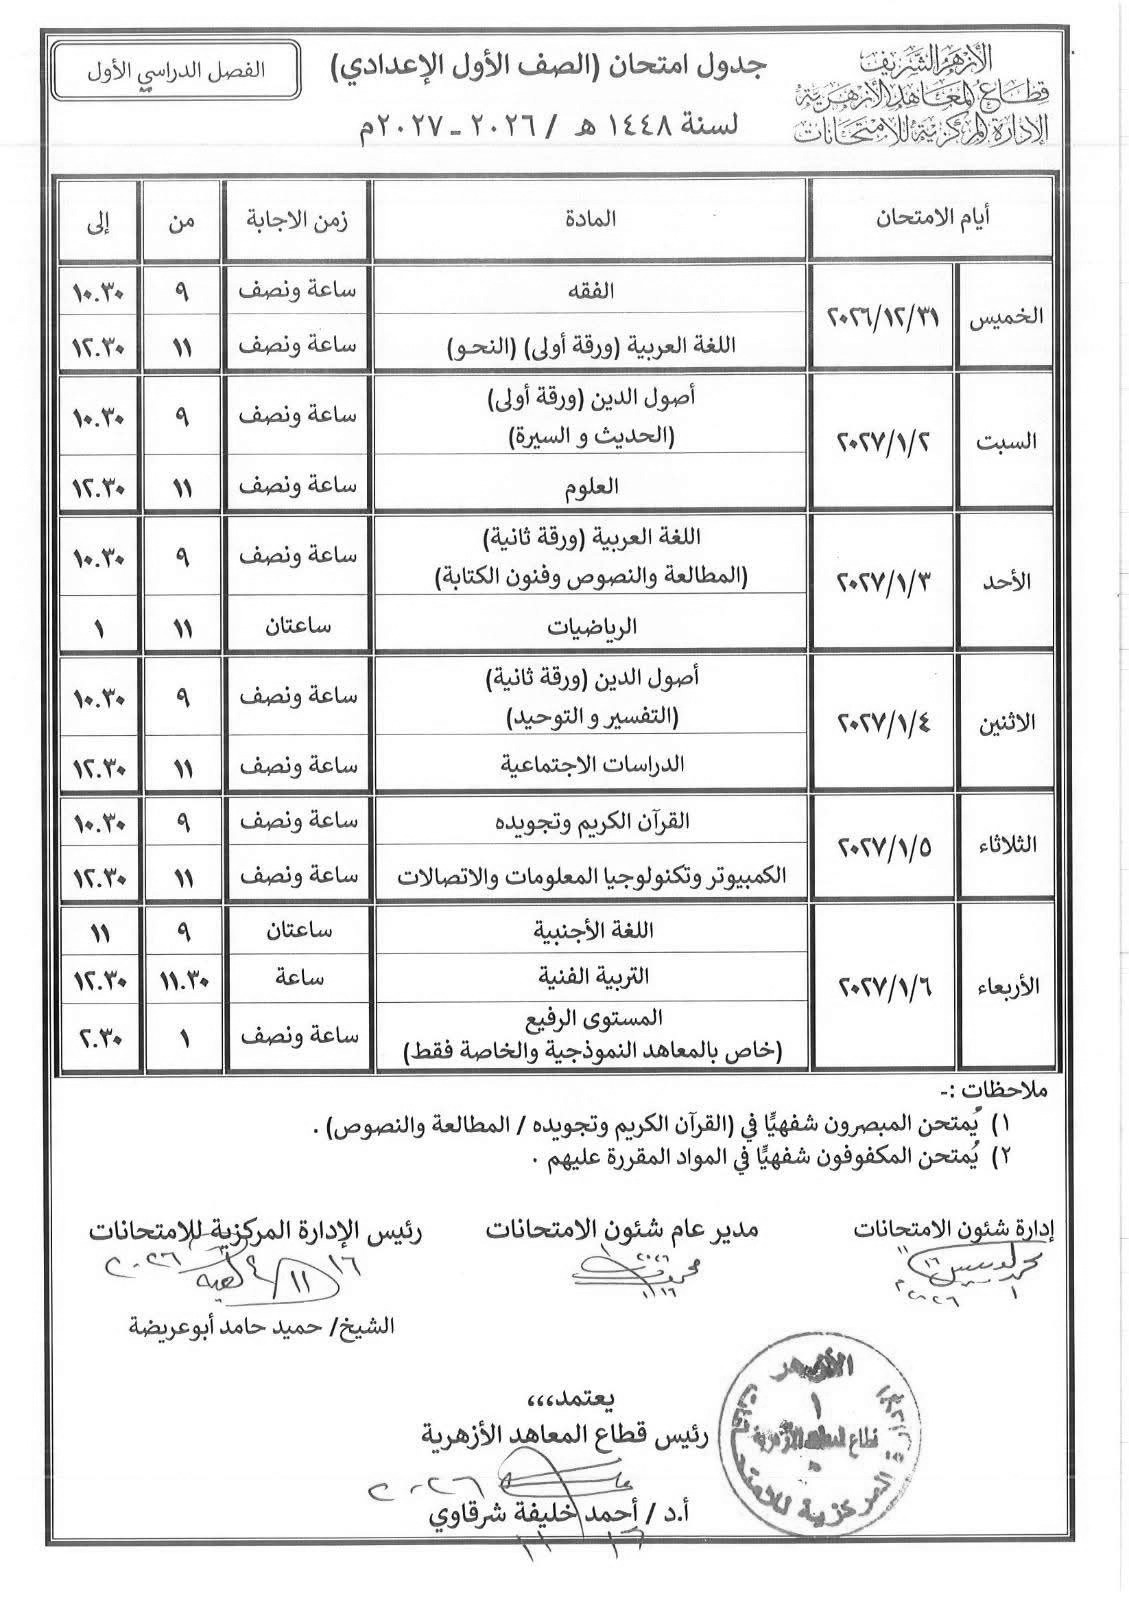 الأزهر الشريف
قطاع المعاهد الأزهرية
الإدارة المركزية للامتحانات
جدول امتحان (الصف الأول الإعدادي)
لسنة ١٤٤٨ هـ / ٢٠٢٦ - ٢٠٢٧م
الفصل الدراسي الأول
أيام الامتحان المادة زمن الاجابة من إلى
الخميس ٢٠٢٦/١٢/٣١ الفقه ساعة ونصف ٩ ١٠.٣٠
اللغة العربية (ورقة أولى) (النحو) ساعة ونصف ١١ ١٢.٣٠
السبت ٢٠٢٧/١/٢ أصول الدين (ورقة أولى)
(الحديث و السيرة) ساعة ونصف ٩ ١٠.٣٠
العلوم ساعة ونصف ١١ ١٢.٣٠
الأحد ٢٠٢٧/١/٣ اللغة العربية (ورقة ثانية)
(المطالعة والنصوص وفنون الكتابة) ساعة ونصف ٩ ١٠.٣٠
الرياضيات ساعتان ١١ ١
الاثنين ٢٠٢٧/١/٤ أصول الدين (ورقة ثانية)
(التفسير و التوحيد) ساعة ونصف ٩ ١٠.٣٠
الدراسات الاجتماعية ساعة ونصف ١١ ١٢.٣٠
الثلاثاء ٢٠٢٧/١/٥ القرآن الكريم وتجويده ساعة ونصف ٩ ١٠.٣٠
الكمبيوتر وتكنولوجيا المعلومات والاتصالات ساعة ونصف ١١ ١٢.٣٠
الأربعاء ٢٠٢٧/١/٦ اللغة الأجنبية ساعتان ٩ ١١
التربية الفنية ساعة ١١.٣٠ ١٢.٣٠
المستوى الرفيع
(خاص بالمعاهد النموذجية والخاصة فقط) ساعة ونصف ١ ٢.٣٠
ملاحظات :-
١) يُمتحن المبصرون شفهيًا في (القرآن الكريم وتجويده / المطالعة والنصوص) .
٢) يُمتحن المكفوفون شفهيًا في المواد المقررة عليهم .
إدارة شئون الامتحانات مدير عام شئون الامتحانات رئيس الإدارة المركزية للامتحانات
الشيخ/ حميد حامد أبوعريضة
يعتمد،،،
رئيس قطاع المعاهد الأزهرية
٢٠٢٦
أ.د / أحمد خليفة شرقاوي
الأزهر
١
قطاع المعاهد الأزهرية
المركزية للامتحانات